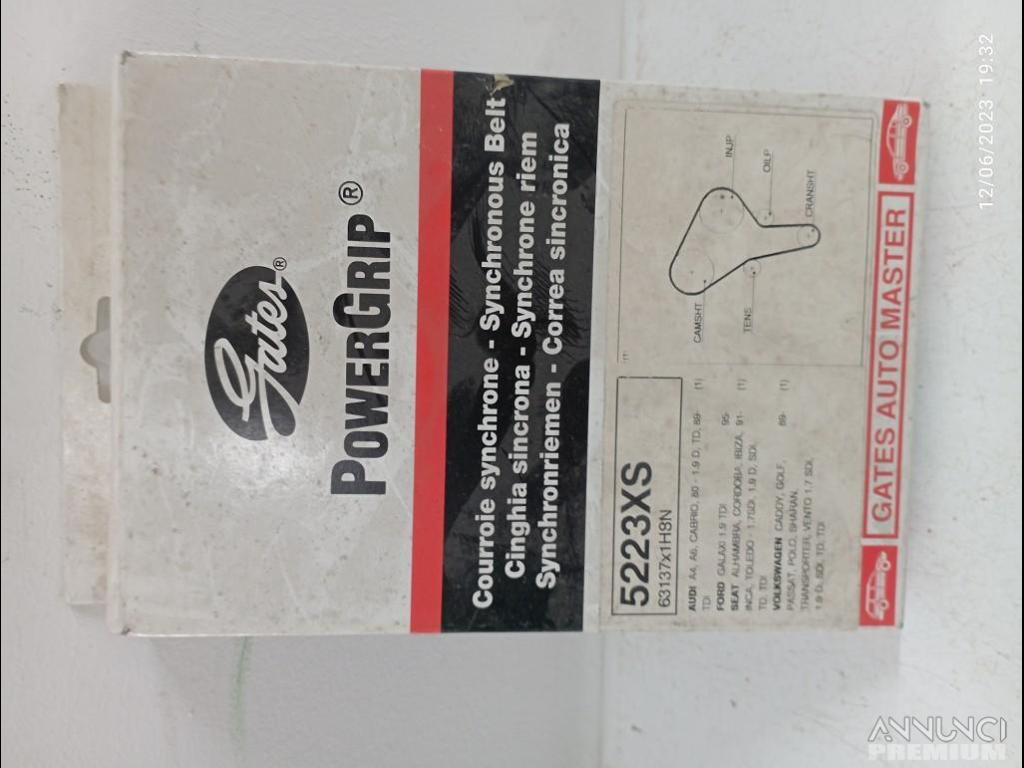 Gates®
POWERGRIP®
Courroie synchrone - Synchronous Belt
Cinghia sincrona - Synchrone riem
Synchronriemen - Correa sincronica
5223XS
63137x1H8N
AUDI A4, A6, CABRIO, 80 - 1.9 D, TD, 89- (1)
TDI
FORD GALAXI 1.9 TDI 95-
SEAT ALHAMBRA, CORDOBA, IBIZA, 91- (1)
INCA, TOLEDO - 1.7SDI, 1.9 D, SDI,
TD, TDI
VOLKSWAGEN CADDY, GOLF, 89- (1)
PASSAT, POLO, SHARAN,
TRANSPORTER, VENTO 1.7 SDI,
1.9 D, SDI, TD, TDI
(1)
CAMSHT
INJP
TENS
OILP
CRANSHT
GATES AUTO MASTER
12/06/2023 19:32
ANNUNCI
PREMIUM